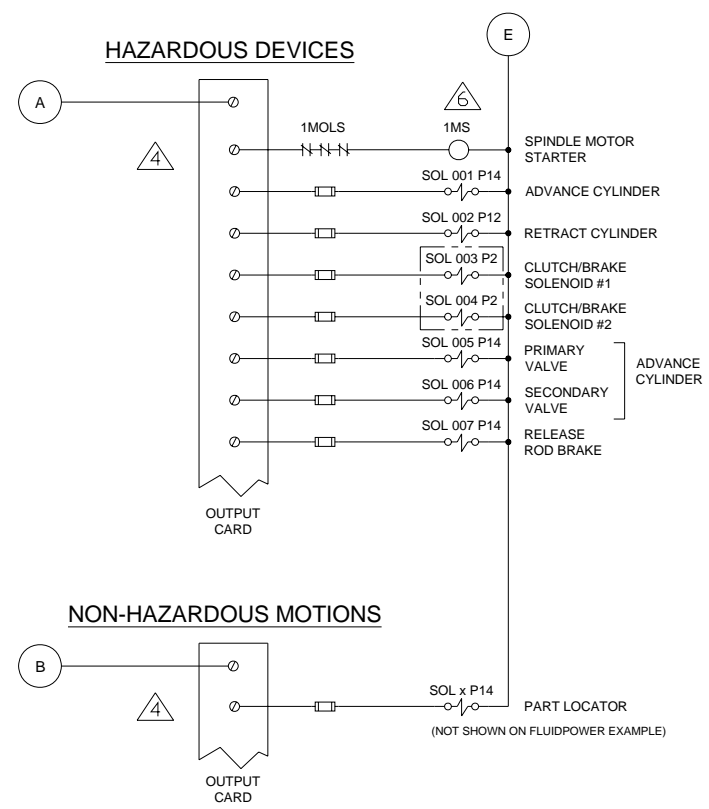 E
HAZARDOUS DEVICES
A
6
4
1MOLS
1MS
SPINDLE MOTOR
STARTER
SOL 001 P14
ADVANCE CYLINDER
SOL 002 P12
RETRACT CYLINDER
SOL 003 P2
CLUTCH/BRAKE
SOLENOID #1
SOL 004 P2
CLUTCH/BRAKE
SOLENOID #2
SOL 005 P14
PRIMARY
VALVE
SOL 006 P14
SECONDARY
VALVE
ADVANCE
CYLINDER
SOL 007 P14
RELEASE
ROD BRAKE
OUTPUT
CARD
NON-HAZARDOUS MOTIONS
B
4
SOL x P14
PART LOCATOR
(NOT SHOWN ON FLUIDPOWER EXAMPLE)
OUTPUT
CARD